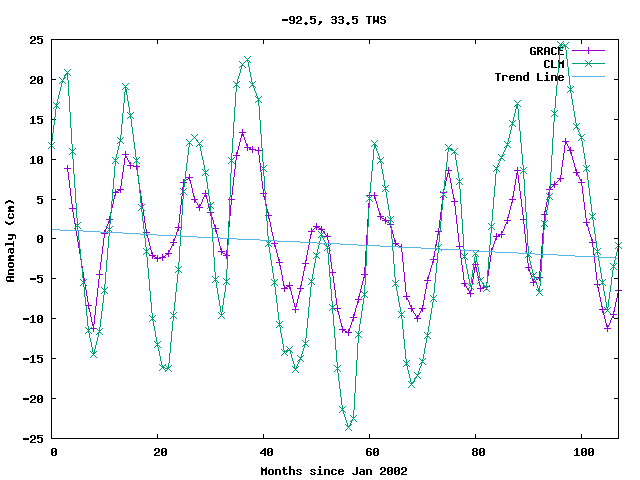 -92.5, 33.5 TWS
GRACE
CLM
Trend Line
25
20
15
10
5
0
-5
-10
-15
-20
-25
Anomaly (cm)
0 20 40 60 80 100
Months since Jan 2002